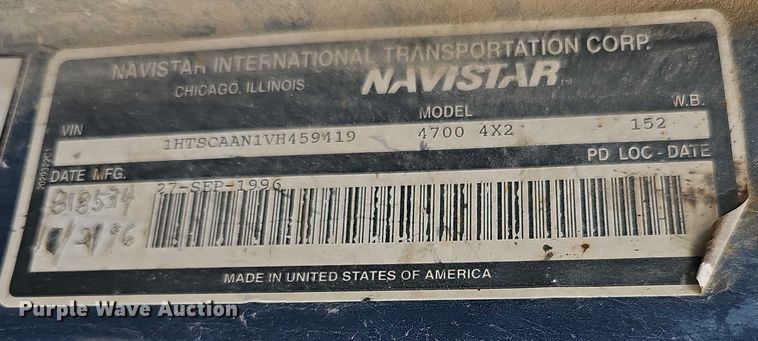 NAVISTAR INTERNATIONAL TRANSPORTATION CORP.
CHICAGO, ILLINOIS NAVISTAR
VIN MODEL W.B.
1HTSCAAN1VH459419 4700 4X2 152
DATE MFG. PD LOC - DATE
27-SEP-1996
818534
MADE IN UNITED STATES OF AMERICA
Purple Wave Auction